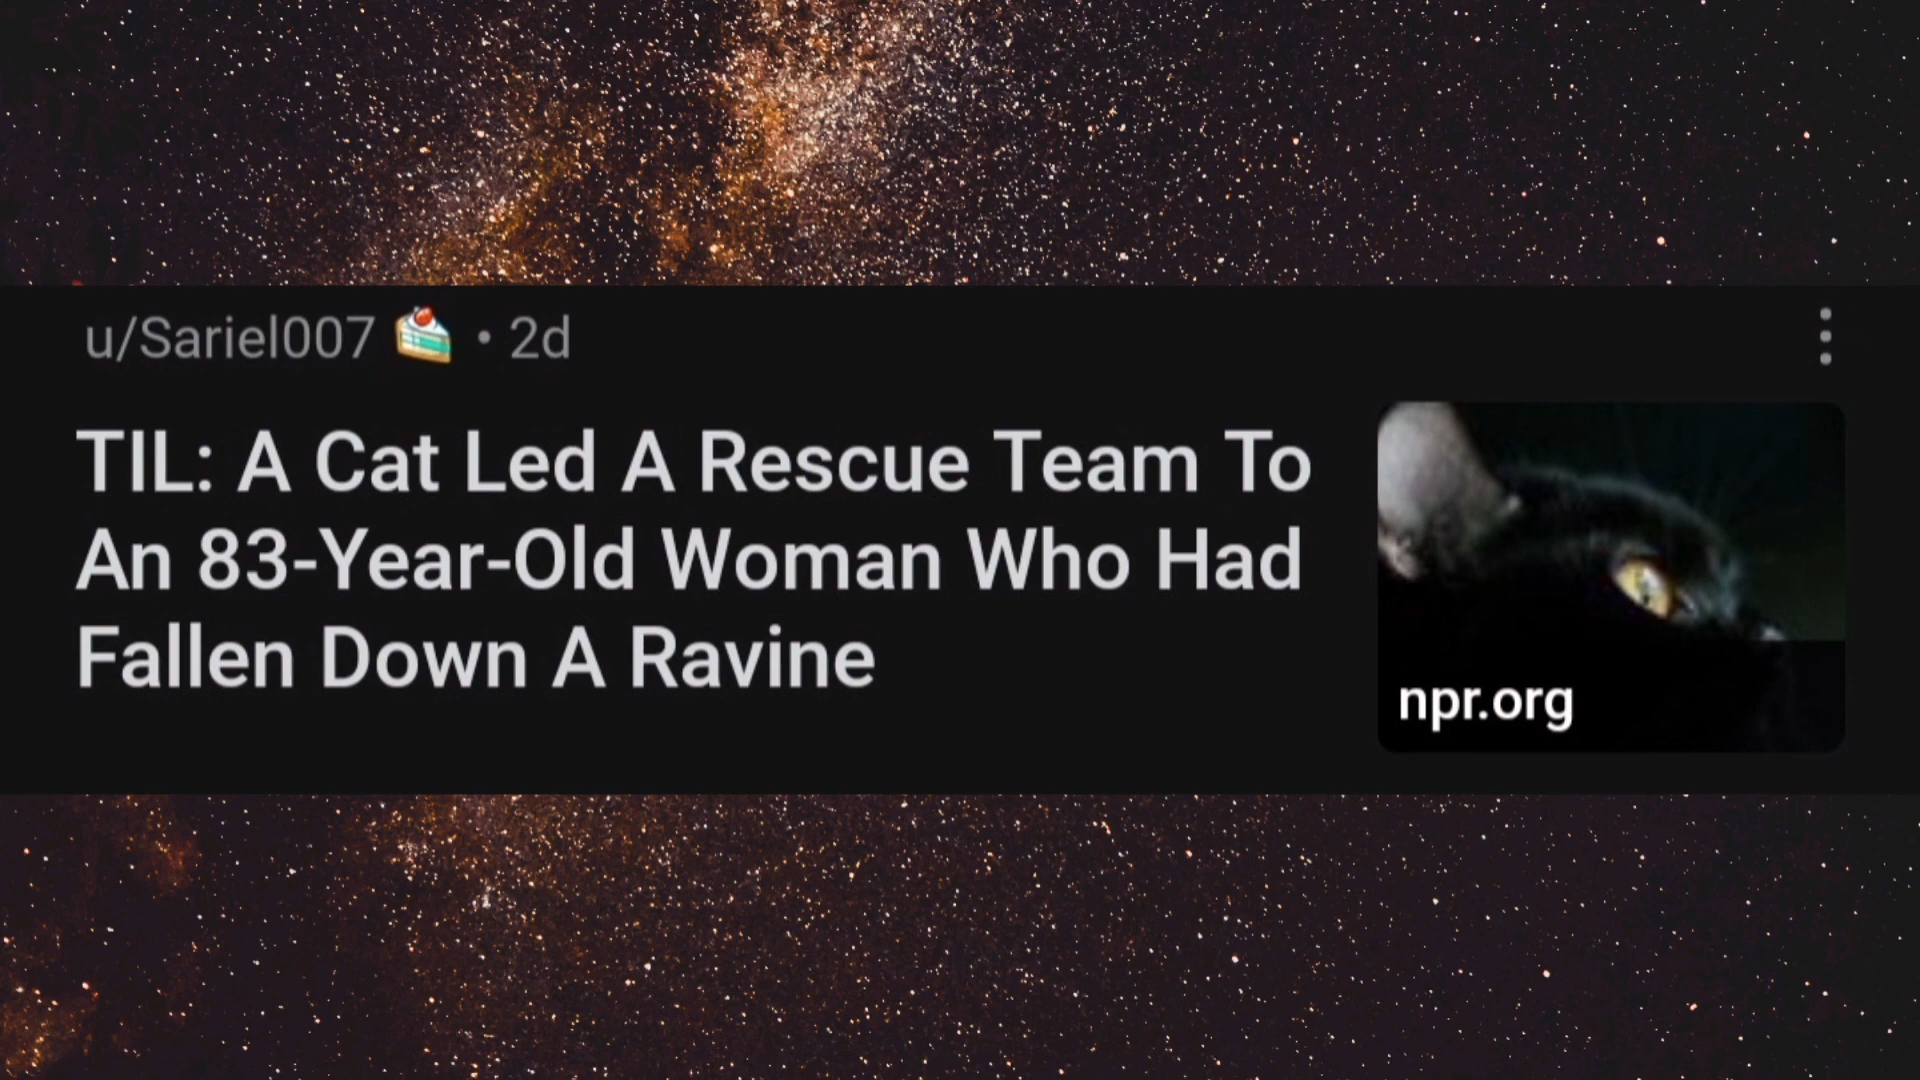 u/Sariel007 🍰 • 2d
TIL: A Cat Led A Rescue Team To
An 83-Year-Old Woman Who Had
Fallen Down A Ravine
npr.org